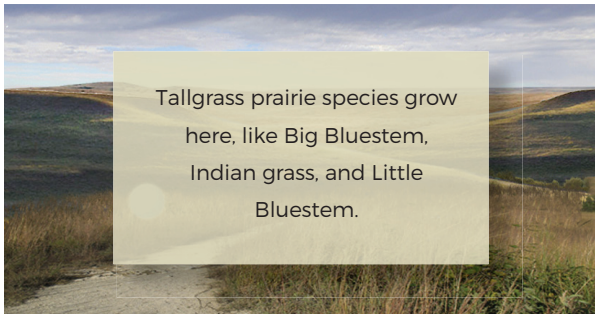 Tallgrass prairie species grow
here, like Big Bluestem,
Indian grass, and Little
Bluestem.